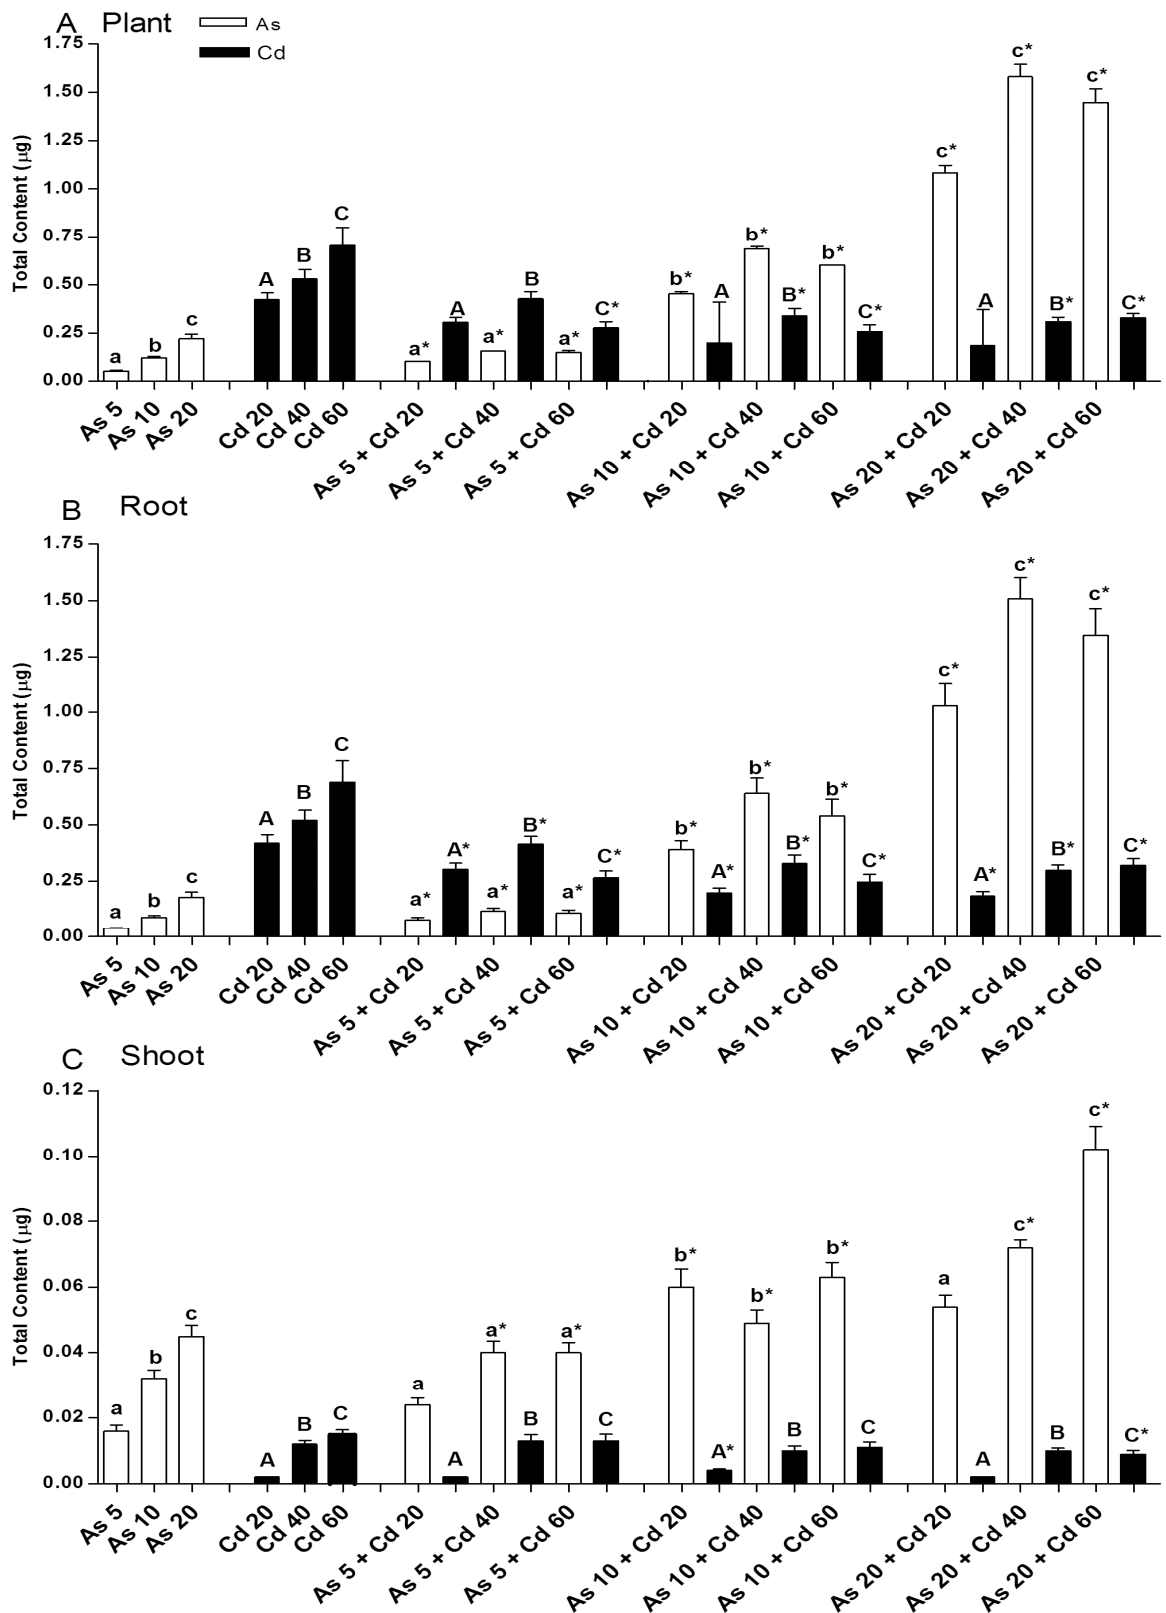 A Plant
As
Cd
Total Content (µg)
1.75
1.50
1.25
1.00
0.75
0.50
0.25
0.00
a b c A B C a* A a* B a* C* b* A b* B* b* C* c* A c* B* c* C*
As 5 As 10 As 20 Cd 20 Cd 40 Cd 60 As 5 + Cd 20 As 5 + Cd 40 As 5 + Cd 60 As 10 + Cd 20 As 10 + Cd 40 As 10 + Cd 60 As 20 + Cd 20 As 20 + Cd 40 As 20 + Cd 60
B Root
Total Content (µg)
1.75
1.50
1.25
1.00
0.75
0.50
0.25
0.00
a b c A B C a* A* a* B* a* C* b* A* b* B* b* C* c* A* c* B* c* C*
As 5 As 10 As 20 Cd 20 Cd 40 Cd 60 As 5 + Cd 20 As 5 + Cd 40 As 5 + Cd 60 As 10 + Cd 20 As 10 + Cd 40 As 10 + Cd 60 As 20 + Cd 20 As 20 + Cd 40 As 20 + Cd 60
C Shoot
Total Content (µg)
0.12
0.10
0.08
0.06
0.04
0.02
0.00
a b c A B C a A a* B a* C b* A* b* B b* C a A c* B c* C*
As 5 As 10 As 20 Cd 20 Cd 40 Cd 60 As 5 + Cd 20 As 5 + Cd 40 As 5 + Cd 60 As 10 + Cd 20 As 10 + Cd 40 As 10 + Cd 60 As 20 + Cd 20 As 20 + Cd 40 As 20 + Cd 60